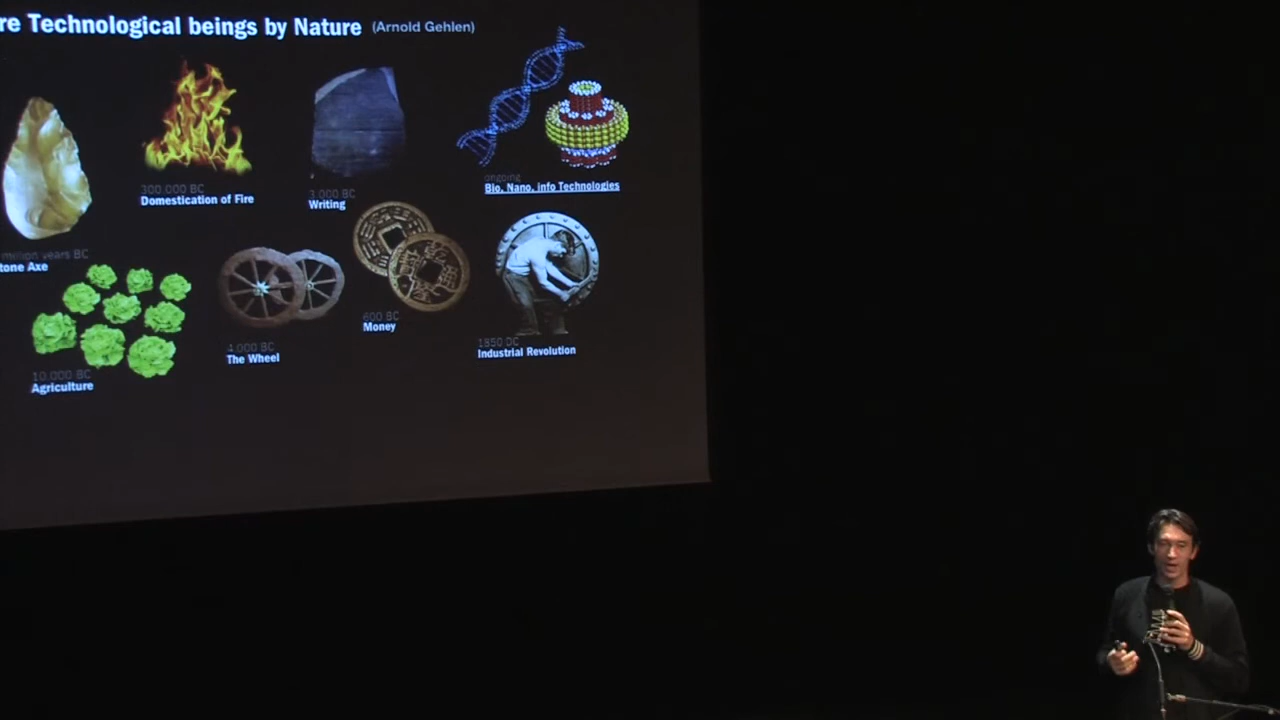 re Technological beings by Nature (Arnold Gehlen)
300.000 BC
Domestication of Fire
3.000 BC
Writing
ongoing
Bio, Nano, info Technologies
million years BC
tone Axe
10.000 BC
Agriculture
4.000 BC
The Wheel
600 BC
Money
1850 DC
Industrial Revolution